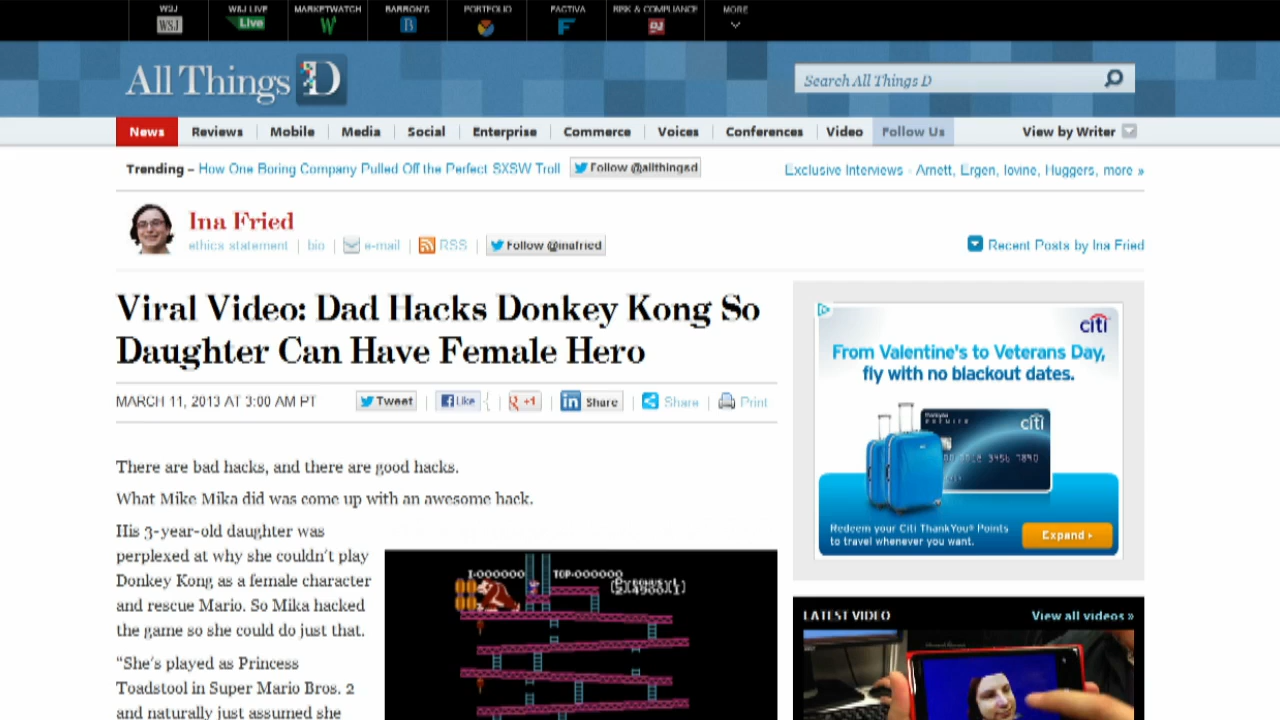 WSJ
WSJ LIVE
MARKETWATCH
BARRON'S
PORTFOLIO
FACTIVA
RISK & COMPLIANCE
MORE
WSJ
Live
W
B
F
DJ
All Things D
Search All Things D
News
Reviews
Mobile
Media
Social
Enterprise
Commerce
Voices
Conferences
Video
Follow Us
View by Writer
Trending – How One Boring Company Pulled Off the Perfect SXSW Troll
Follow @allthingsd
Exclusive Interviews - Arnett, Ergen, Iovine, Huggers, more »
Ina Fried
ethics statement
bio
e-mail
RSS
Follow @inafried
Recent Posts by Ina Fried
Viral Video: Dad Hacks Donkey Kong So
Daughter Can Have Female Hero
MARCH 11, 2013 AT 3:00 AM PT
Tweet
Like
+1
in Share
Share
Print
There are bad hacks, and there are good hacks.
What Mike Mika did was come up with an awesome hack.
His 3-year-old daughter was
perplexed at why she couldn't play
Donkey Kong as a female character
and rescue Mario. So Mika hacked
the game so she could do just that.
"She's played as Princess
Toadstool in Super Mario Bros. 2
and naturally just assumed she
I-000000
TOP-000000
citi
From Valentine's to Veterans Day,
fly with no blackout dates.
citi
Redeem your Citi ThankYou® Points
to travel whenever you want.
Expand ›
LATEST VIDEO
View all videos »